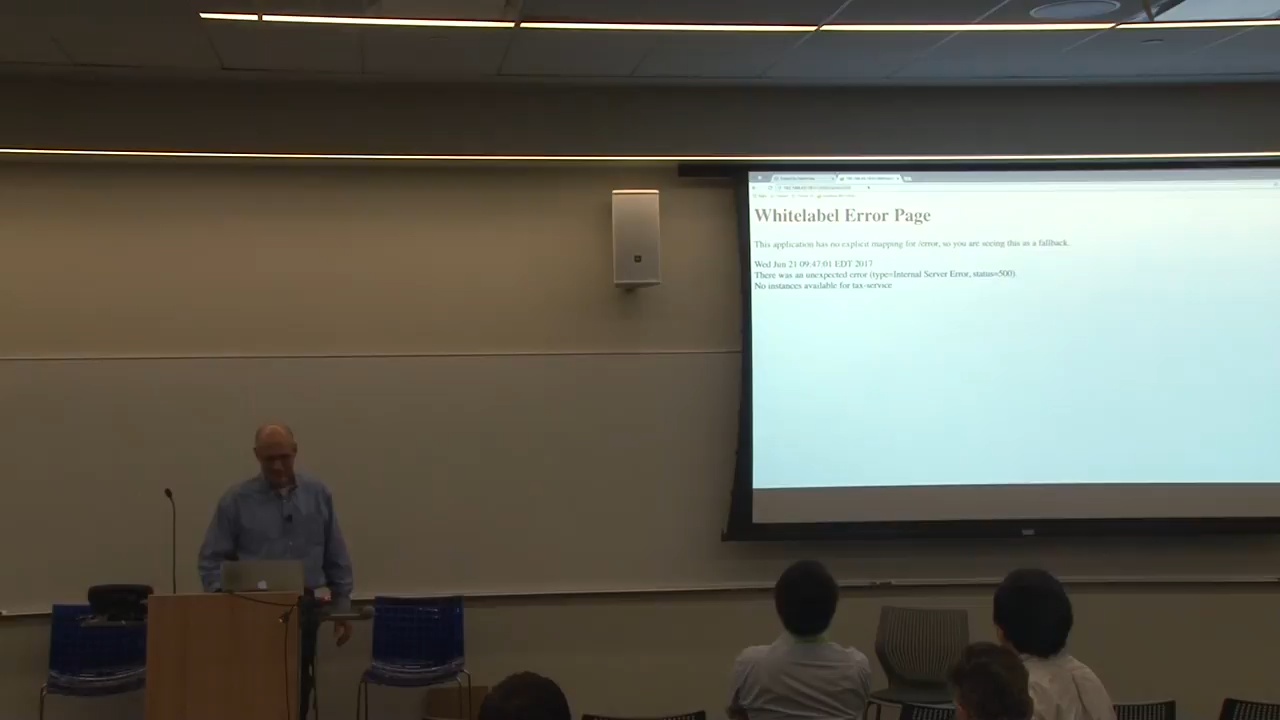 Whitelabel Error Page
This application has no explicit mapping for /error, so you are seeing this as a fallback.
Wed Jun 21 09:47:01 EDT 2017
There was an unexpected error (type=Internal Server Error, status=500).
No instances available for tax-service